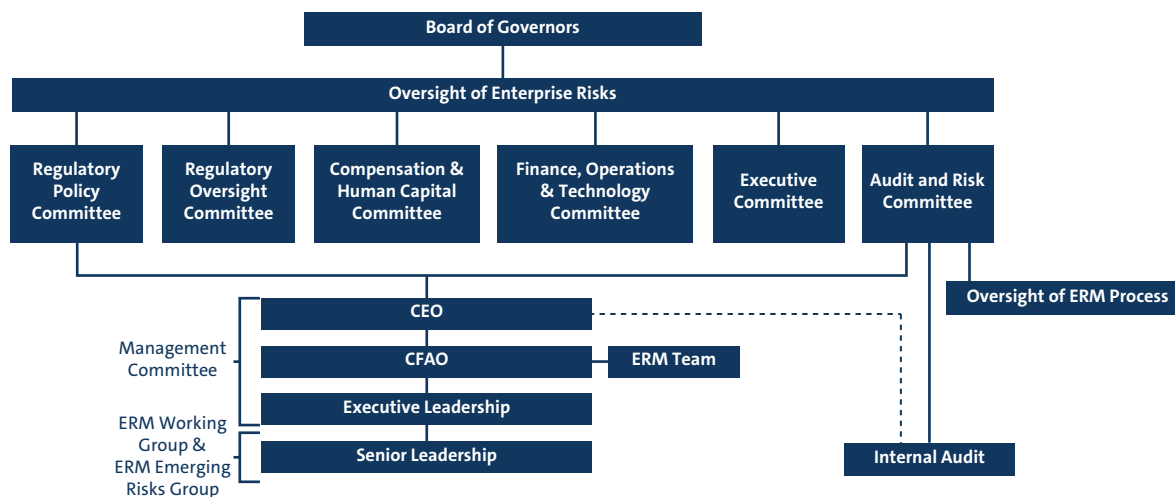 Board of Governors
Oversight of Enterprise Risks
Regulatory
Policy
Committee
Regulatory
Oversight
Committee
Compensation &
Human Capital
Committee
Finance, Operations
& Technology
Committee
Executive
Committee
Audit and Risk
Committee
Oversight of ERM Process
CEO
Management
Committee
CFAO
ERM Team
Executive Leadership
ERM Working
Group &
ERM Emerging
Risks Group
Senior Leadership
Internal Audit